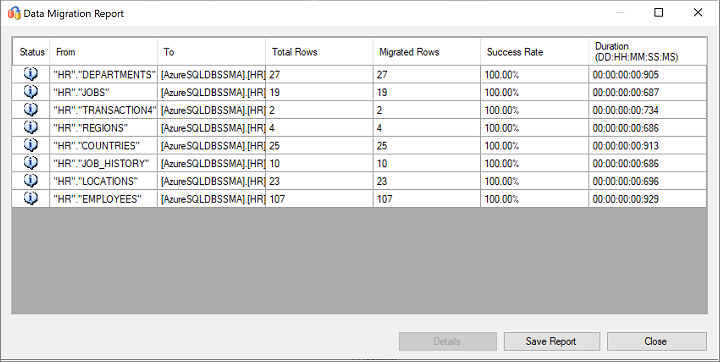 Data Migration Report
Status From To Total Rows Migrated Rows Success Rate Duration
(DD:HH:MM:SS:MS)
"HR"."DEPARTMENTS" [AzureSQLDBSSMA].[HR] 27 27 100.00% 00:00:00:00:905
"HR"."JOBS" [AzureSQLDBSSMA].[HR] 19 19 100.00% 00:00:00:00:687
"HR"."TRANSACTION4" [AzureSQLDBSSMA].[HR] 2 2 100.00% 00:00:00:00:734
"HR"."REGIONS" [AzureSQLDBSSMA].[HR] 4 4 100.00% 00:00:00:00:686
"HR"."COUNTRIES" [AzureSQLDBSSMA].[HR] 25 25 100.00% 00:00:00:00:913
"HR"."JOB_HISTORY" [AzureSQLDBSSMA].[HR] 10 10 100.00% 00:00:00:00:686
"HR"."LOCATIONS" [AzureSQLDBSSMA].[HR] 23 23 100.00% 00:00:00:00:696
"HR"."EMPLOYEES" [AzureSQLDBSSMA].[HR] 107 107 100.00% 00:00:00:00:929
Details Save Report Close